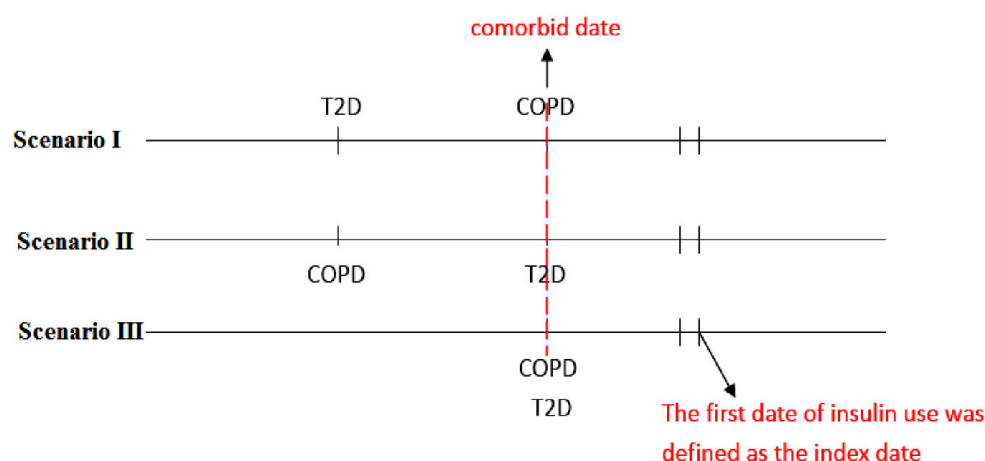 comorbid date
T2D COPD
Scenario I
Scenario II
COPD T2D
Scenario III
COPD
T2D
The first date of insulin use was
defined as the index date